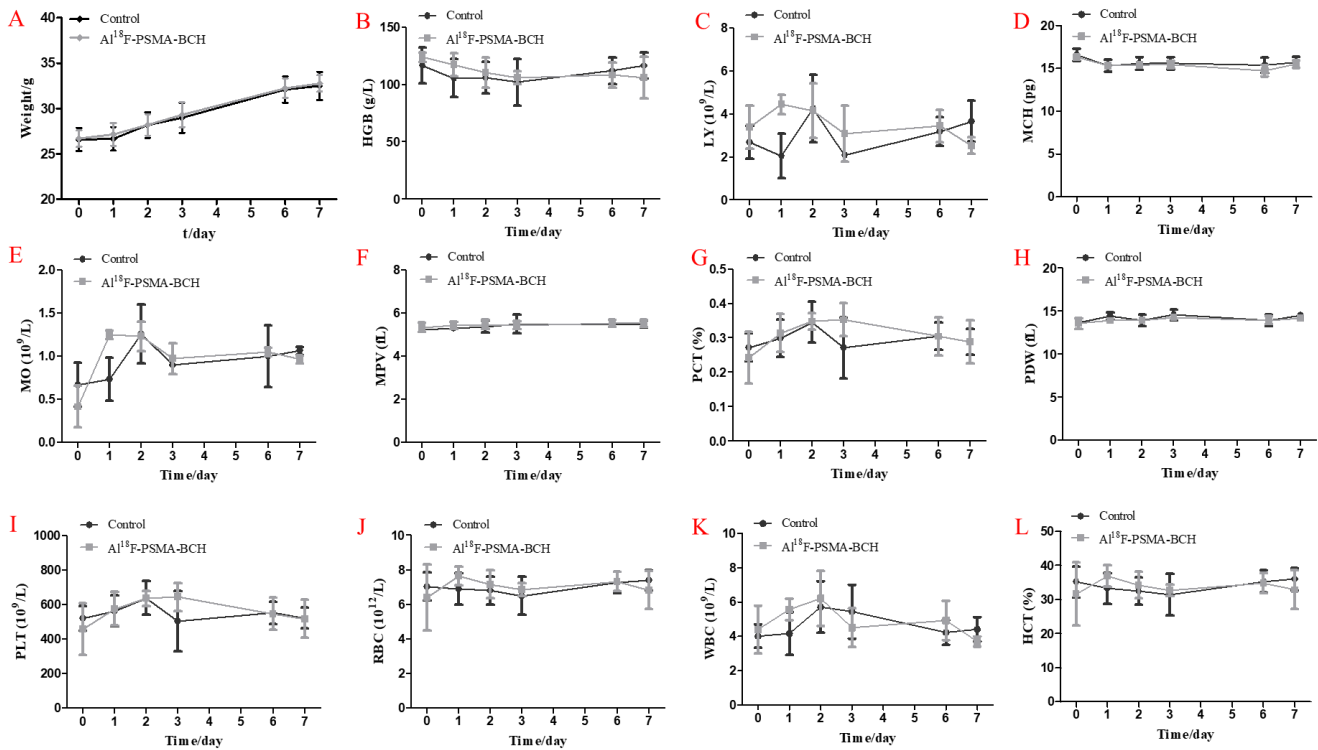 A
Control
Al¹⁸F-PSMA-BCH
Weight/g
40
35
30
25
20
0 1 2 3 4 5 6 7
t/day
B
Control
Al¹⁸F-PSMA-BCH
HGB (g/L)
150
100
50
0
0 1 2 3 4 5 6 7
Time/day
C
Control
Al¹⁸F-PSMA-BCH
LY (10⁹/L)
8
6
4
2
0
0 1 2 3 4 5 6 7
Time/day
D
Control
Al¹⁸F-PSMA-BCH
MCH (pg)
20
15
10
5
0
0 1 2 3 4 5 6 7
Time/day
E
Control
Al¹⁸F-PSMA-BCH
MO (10⁹/L)
2.0
1.5
1.0
0.5
0.0
0 1 2 3 4 5 6 7
Time/day
F
Control
Al¹⁸F-PSMA-BCH
MPV (fL)
8
6
4
2
0
0 1 2 3 4 5 6 7
Time/day
G
Control
Al¹⁸F-PSMA-BCH
PCT (%)
0.5
0.4
0.3
0.2
0.1
0.0
0 1 2 3 4 5 6 7
Time/day
H
Control
Al¹⁸F-PSMA-BCH
PDW (fL)
20
15
10
5
0
0 1 2 3 4 5 6 7
Time/day
I
Control
Al¹⁸F-PSMA-BCH
PLT (10⁹/L)
1000
800
600
400
200
0
0 1 2 3 4 5 6 7
Time/day
J
Control
Al¹⁸F-PSMA-BCH
RBC (10¹²/L)
10
8
6
4
2
0
0 1 2 3 4 5 6 7
Time/day
K
Control
Al¹⁸F-PSMA-BCH
WBC (10⁹/L)
10
8
6
4
2
0
0 1 2 3 4 5 6 7
Time/day
L
Control
Al¹⁸F-PSMA-BCH
HCT (%)
50
40
30
20
10
0
0 1 2 3 4 5 6 7
Time/day